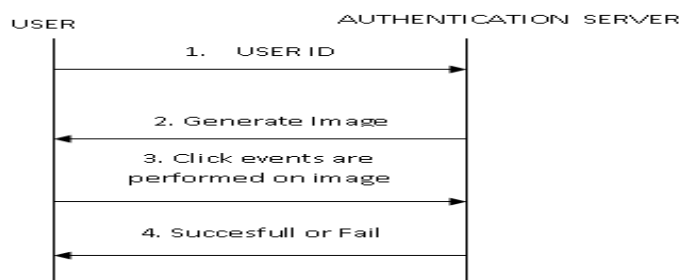 USER
AUTHENTICATION SERVER
1. USER ID
2. Generate Image
3. Click events are
performed on image
4. Succesfull or Fail